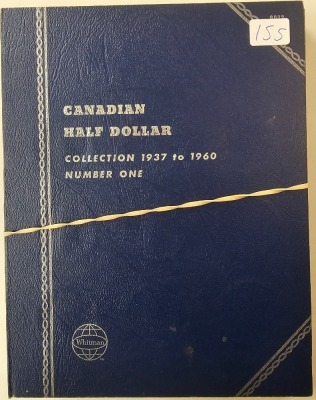 155
CANADIAN
HALF DOLLAR
COLLECTION 1937 to 1960
NUMBER ONE
Whitman